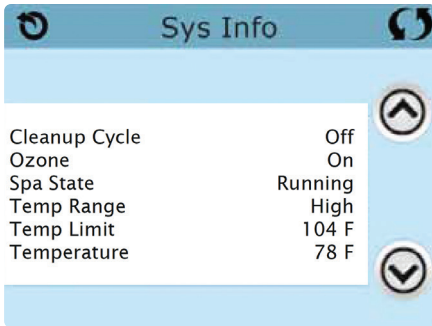 Sys Info
Cleanup Cycle Off
Ozone On
Spa State Running
Temp Range High
Temp Limit 104 F
Temperature 78 F